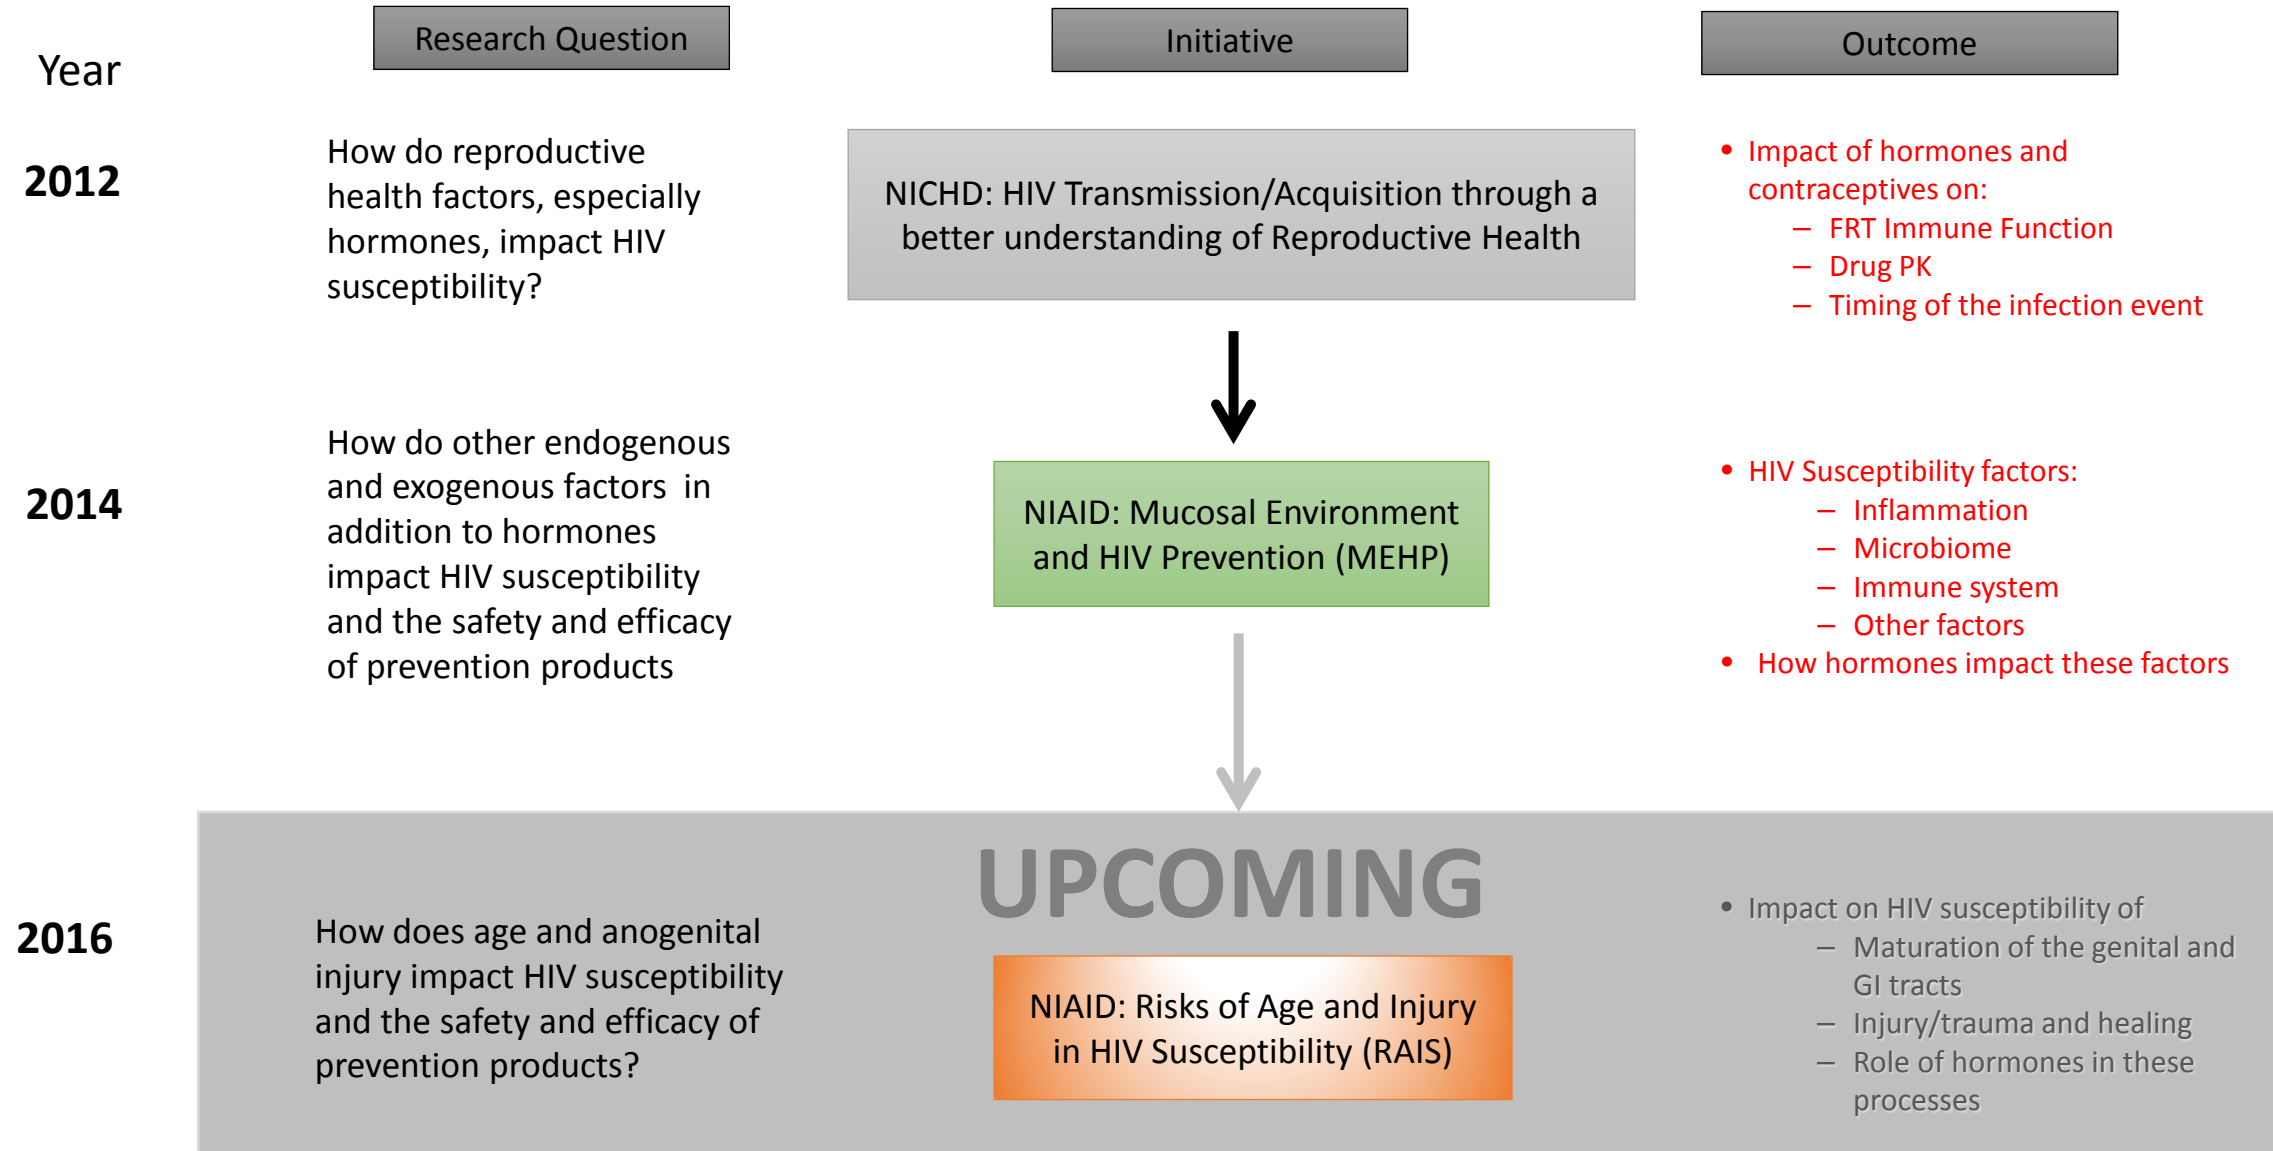 Year
Research Question
Initiative
Outcome
2012
How do reproductive
health factors, especially
hormones, impact HIV
susceptibility?
NICHD: HIV Transmission/Acquisition through a
better understanding of Reproductive Health
• Impact of hormones and
contraceptives on:
– FRT Immune Function
– Drug PK
– Timing of the infection event
2014
How do other endogenous
and exogenous factors in
addition to hormones
impact HIV susceptibility
and the safety and efficacy
of prevention products
NIAID: Mucosal Environment
and HIV Prevention (MEHP)
• HIV Susceptibility factors:
– Inflammation
– Microbiome
– Immune system
– Other factors
• How hormones impact these factors
UPCOMING
2016
How does age and anogenital
injury impact HIV susceptibility
and the safety and efficacy of
prevention products?
NIAID: Risks of Age and Injury
in HIV Susceptibility (RAIS)
• Impact on HIV susceptibility of
– Maturation of the genital and
GI tracts
– Injury/trauma and healing
– Role of hormones in these
processes